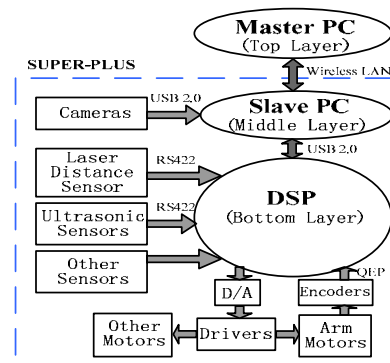 Master PC
(Top Layer)
SUPER-PLUS
Wireless LAN
USB 2.0
Cameras
Slave PC
(Middle Layer)
USB 2.0
Laser
Distance
Sensor
RS422
DSP
(Bottom Layer)
RS422
Ultrasonic
Sensors
Other
Sensors
QEP
D/A
Encoders
Other
Motors
Drivers
Arm
Motors